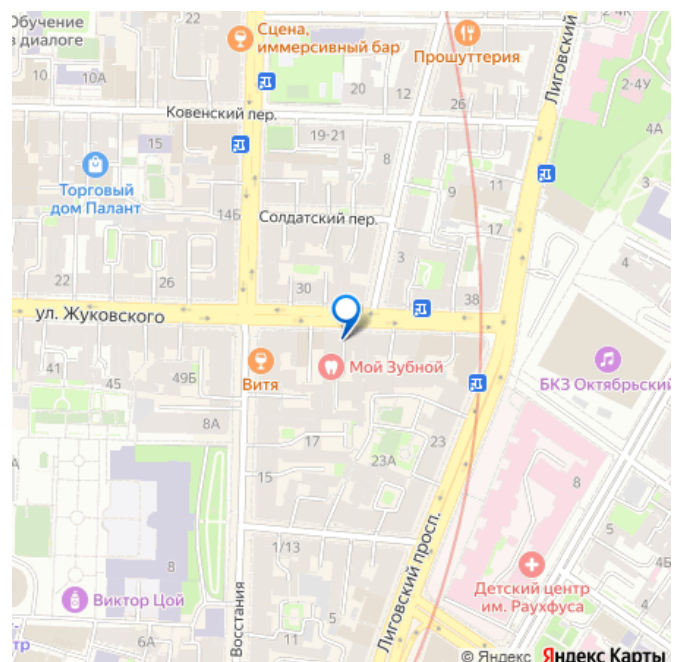 Обучение
в диалоге
Сцена,
иммерсивный бар
Прошуттерия
Лиговский
2-4У
10
10А
20
12
26
4А
Ковенский пер.
15
19-21
8
Торговый
дом Палант
9
11
3
14Б
Солдатский пер.
17
22
26
30
3
38
4
ул. Жуковского
Витя
Мой Зубной
БКЗ Октябрьский
49Б
8А
17
23
23А
15
8
Лиговский просп.
5
1/13
8
Виктор Цой
Восстания
Детский центр
им. Раухфуса
4Б
6А
11
5
3
© Яндекс Яндекс Карты